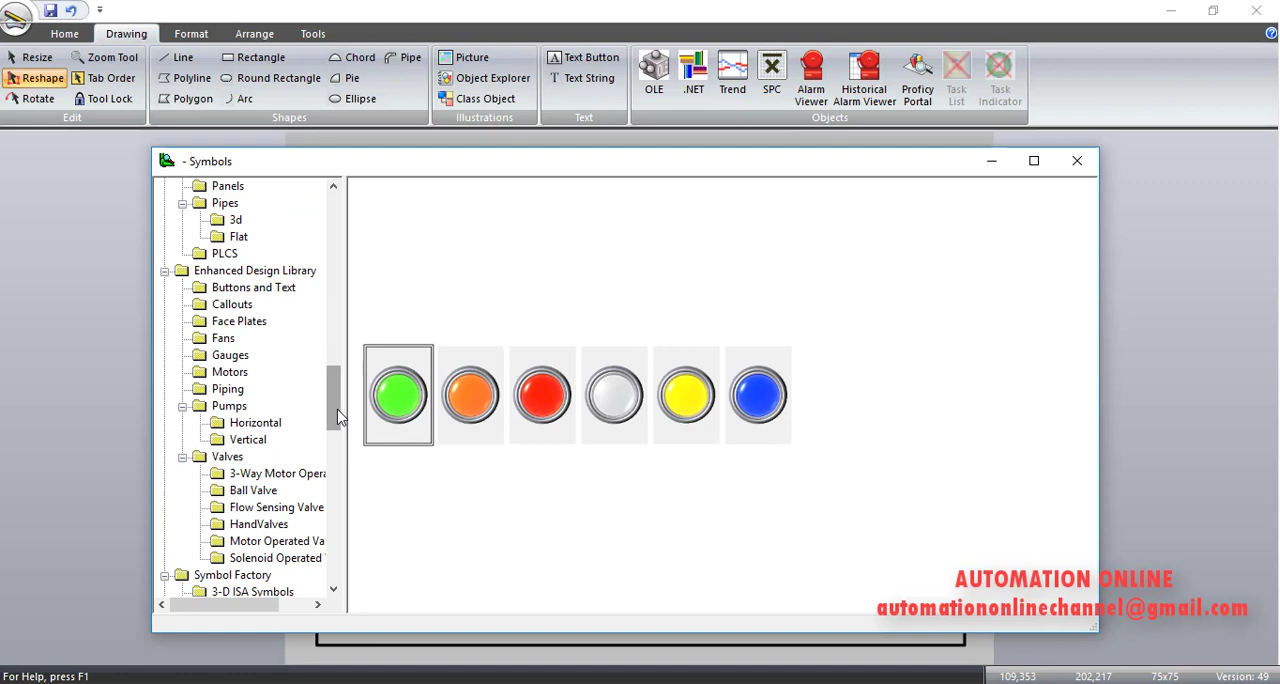 Home Drawing Format Arrange Tools
Resize Zoom Tool Line Rectangle Chord Pipe Picture Text Button
Reshape Tab Order Polyline Round Rectangle Pie Object Explorer Text String
Rotate Tool Lock Polygon Arc Ellipse Class Object
OLE .NET Trend SPC Alarm Viewer Historical Alarm Viewer Proficy Portal Task List Task Indicator
Edit Shapes Illustrations Text Objects
- Symbols
Panels
Pipes
3d
Flat
PLCS
Enhanced Design Library
Buttons and Text
Callouts
Face Plates
Fans
Gauges
Motors
Piping
Pumps
Horizontal
Vertical
Valves
3-Way Motor Opera
Ball Valve
Flow Sensing Valve
HandValves
Motor Operated Va
Solenoid Operated
Symbol Factory
3-D ISA Symbols
AUTOMATION ONLINE
automationonlinechannel@gmail.com
For Help, press F1 109,353 202,217 75x75 Version: 49